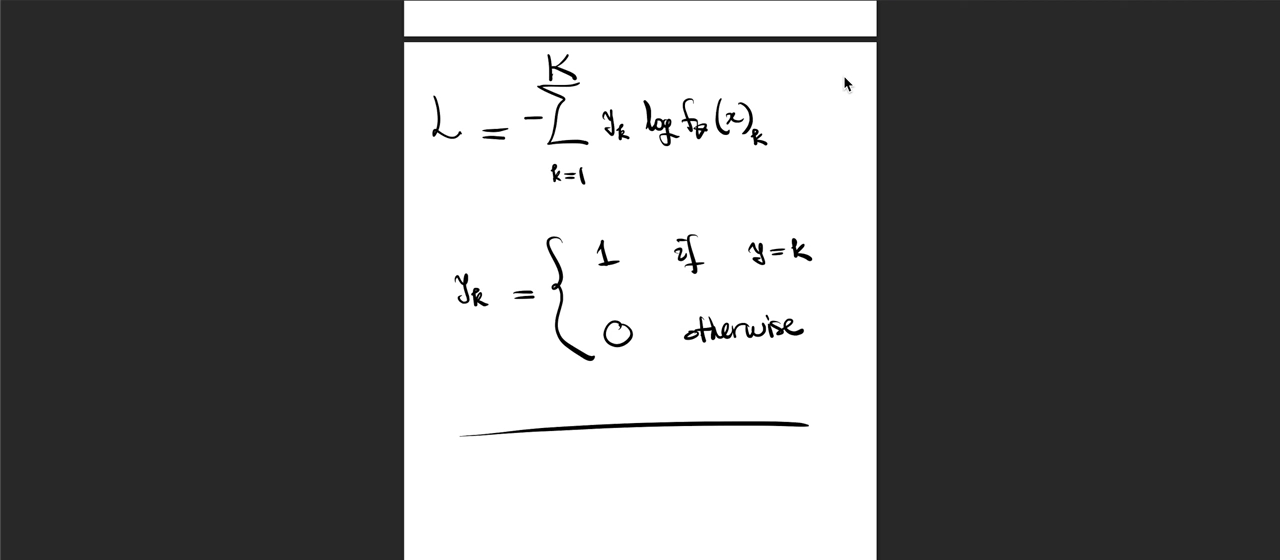 L = - ∑_{k=1}^{K} y_k log f_θ(x)_k
y_k = { 1 if y = k
0 otherwise